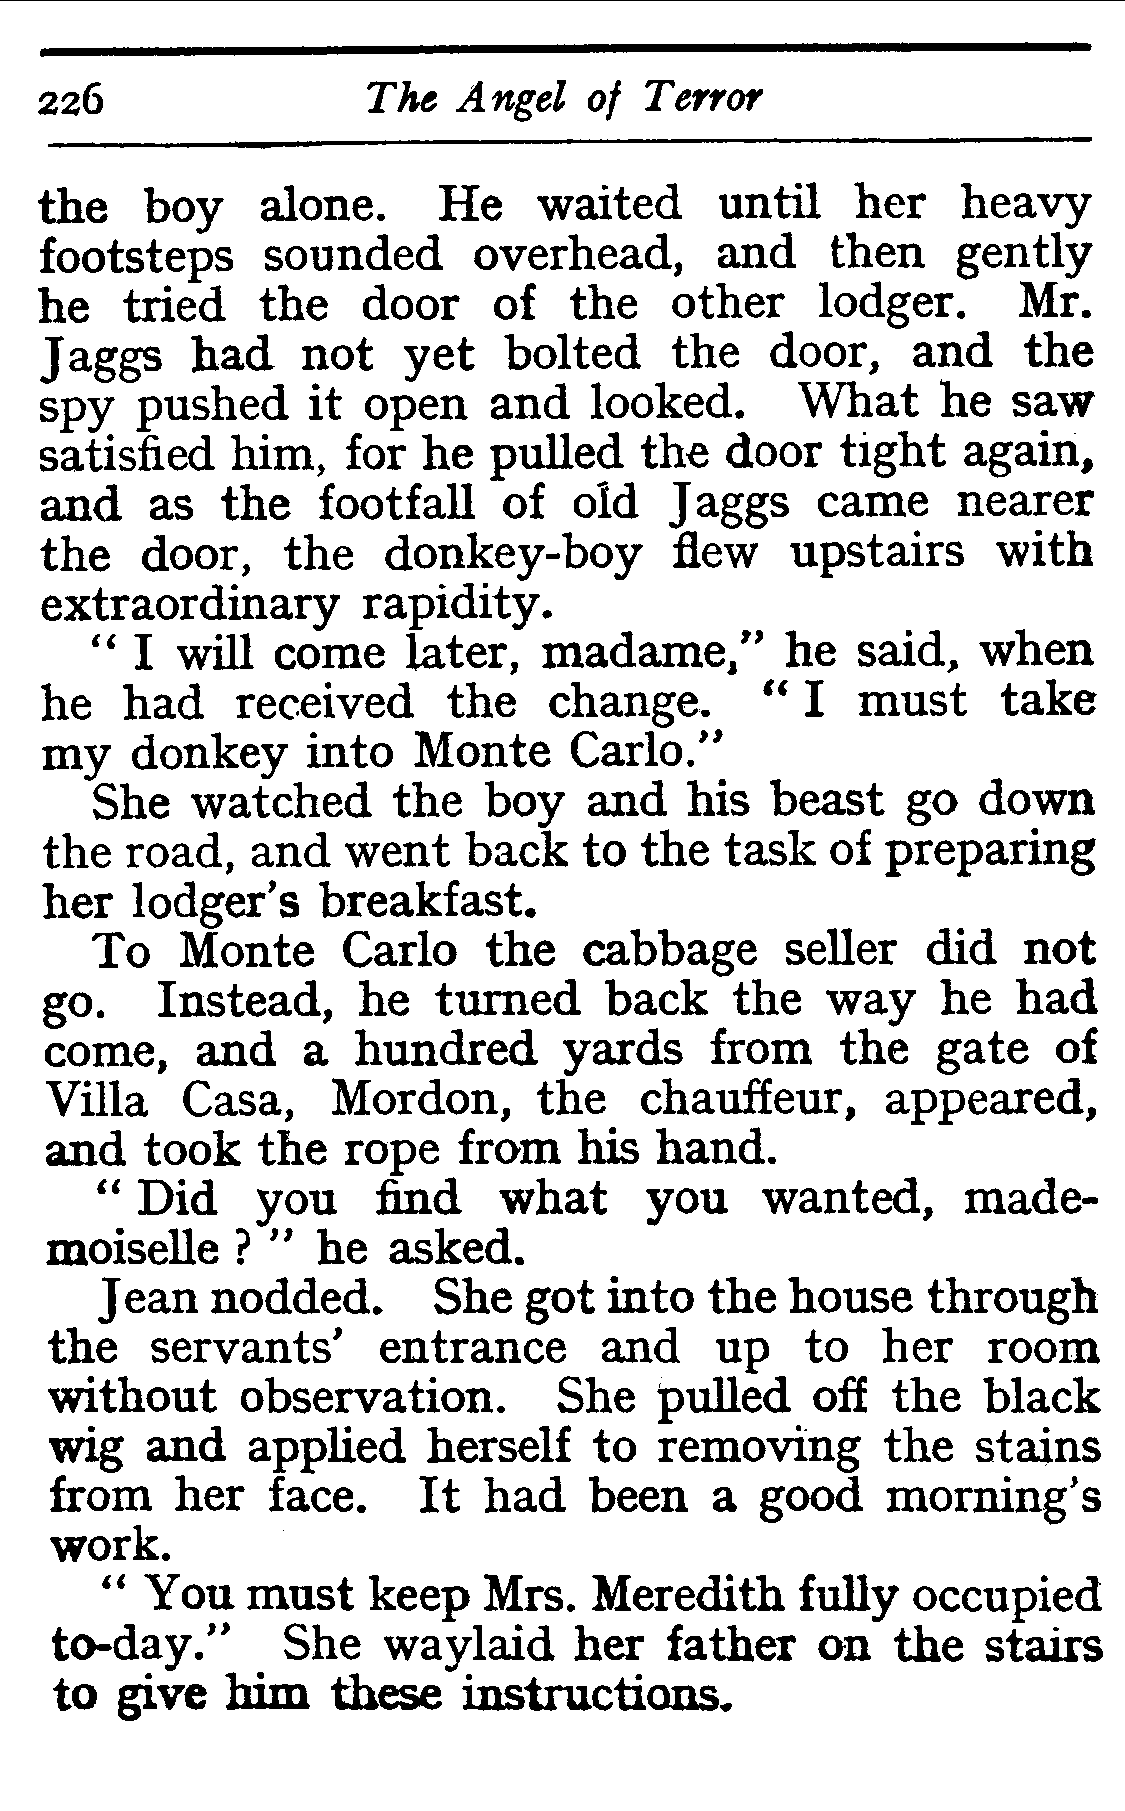 226 The Angel of Terror
the boy alone. He waited until her heavy
footsteps sounded overhead, and then gently
he tried the door of the other lodger. Mr.
Jaggs had not yet bolted the door, and the
spy pushed it open and looked. What he saw
satisfied him, for he pulled the door tight again,
and as the footfall of old Jaggs came nearer
the door, the donkey-boy flew upstairs with
extraordinary rapidity.
“ I will come later, madame,” he said, when
he had received the change. “ I must take
my donkey into Monte Carlo.”
She watched the boy and his beast go down
the road, and went back to the task of preparing
her lodger's breakfast.
To Monte Carlo the cabbage seller did not
go. Instead, he turned back the way he had
come, and a hundred yards from the gate of
Villa Casa, Mordon, the chauffeur, appeared,
and took the rope from his hand.
“ Did you find what you wanted, made-
moiselle ? ” he asked.
Jean nodded. She got into the house through
the servants' entrance and up to her room
without observation. She pulled off the black
wig and applied herself to removing the stains
from her face. It had been a good morning's
work.
“ You must keep Mrs. Meredith fully occupied
to-day.” She waylaid her father on the stairs
to give him these instructions.